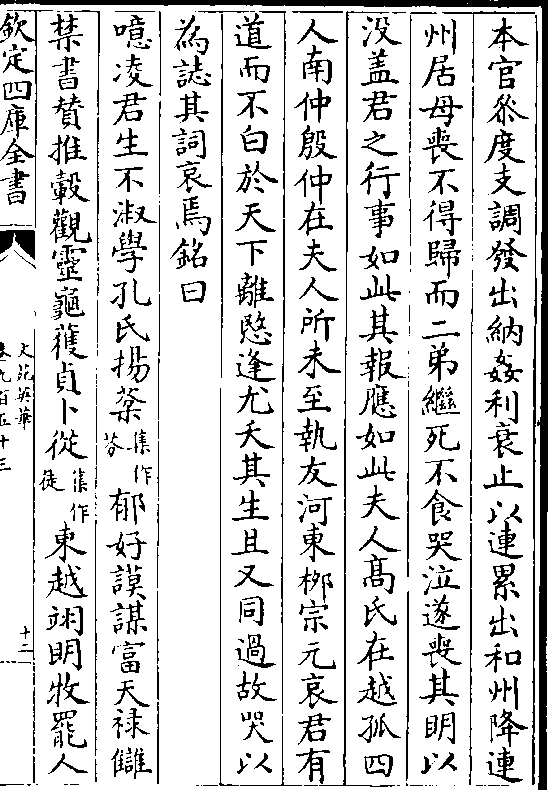 本官叅度支調發出納姦利衰止以連累出和州降連
州居母喪不得歸而二弟繼死不食哭泣遂喪其明以
没盖君之行事如此其報應如此夫人髙氏在越孤四
人南仲殷仲在夫人所未至執友河東桞宗元哀君有
道而不白於天下離愍逢尤夭其生且又同過故哭以
為誌其詞哀焉銘曰
噫凌君生不淑學孔氏揚棻集作芬郁好謨謀富天禄讎
禁書賛推轂觀靈龜蒦貞卜從集作徒東越翊明牧罷人
欽定四庫全書
文苑英華
卷九百五十三
十二